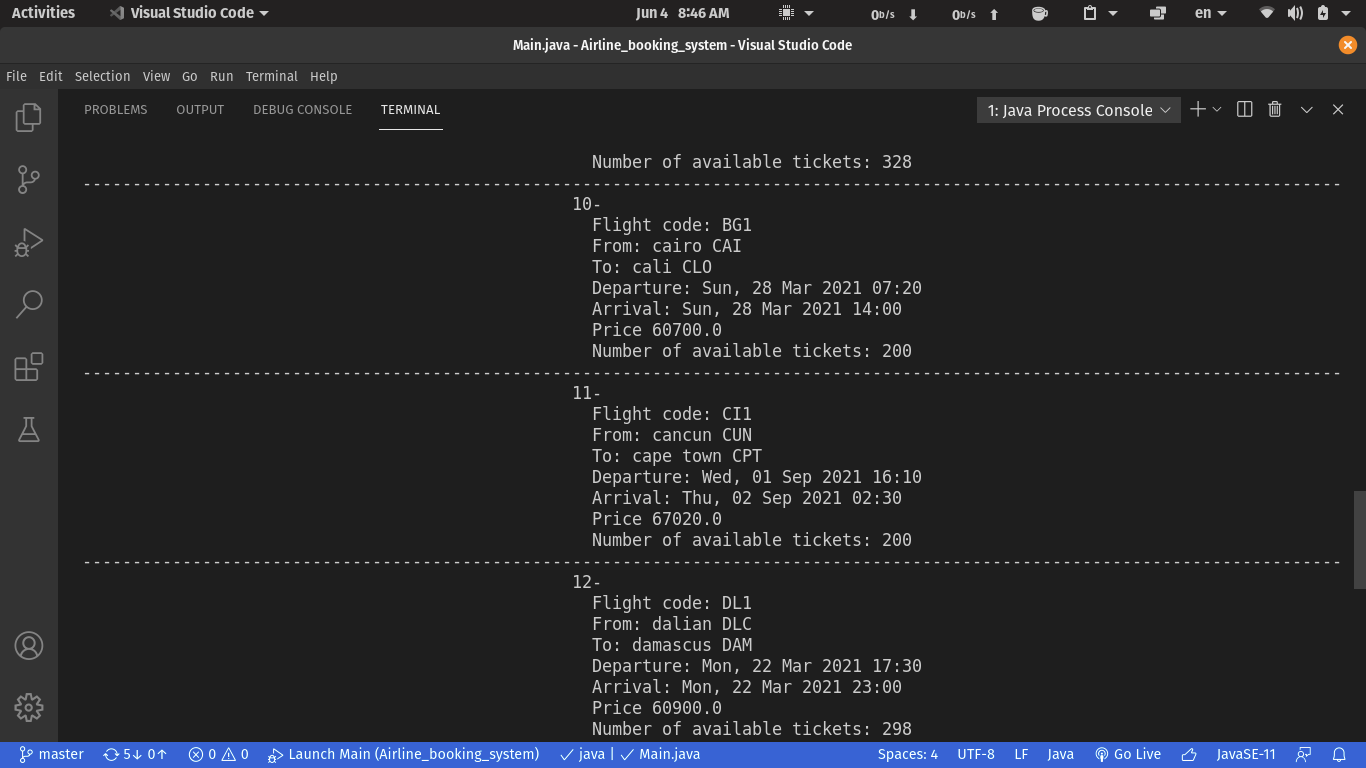 Activities Visual Studio Code Jun 4 8:46 AM 0b/s 0b/s en
Main.java - Airline_booking_system - Visual Studio Code
File Edit Selection View Go Run Terminal Help
PROBLEMS OUTPUT DEBUG CONSOLE TERMINAL 1: Java Process Console
Number of available tickets: 328
------------------------------------------------------------------------------------------------------------------------------
10-
Flight code: BG1
From: cairo CAI
To: cali CLO
Departure: Sun, 28 Mar 2021 07:20
Arrival: Sun, 28 Mar 2021 14:00
Price 60700.0
Number of available tickets: 200
------------------------------------------------------------------------------------------------------------------------------
11-
Flight code: CI1
From: cancun CUN
To: cape town CPT
Departure: Wed, 01 Sep 2021 16:10
Arrival: Thu, 02 Sep 2021 02:30
Price 67020.0
Number of available tickets: 200
------------------------------------------------------------------------------------------------------------------------------
12-
Flight code: DL1
From: dalian DLC
To: damascus DAM
Departure: Mon, 22 Mar 2021 17:30
Arrival: Mon, 22 Mar 2021 23:00
Price 60900.0
Number of available tickets: 298
master 5↓ 0↑ 0 0 Launch Main (Airline_booking_system) ✓ java | ✓ Main.java Spaces: 4 UTF-8 LF Java Go Live JavaSE-11